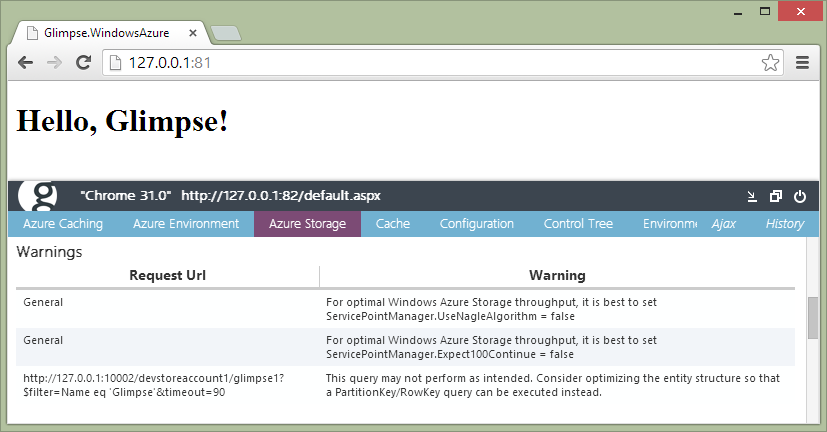 Glimpse.WindowsAzure
127.0.0.1:81
Hello, Glimpse!
g "Chrome 31.0" http://127.0.0.1:82/default.aspx
Azure Caching Azure Environment Azure Storage Cache Configuration Control Tree Environme Ajax History
Warnings
Request Url Warning
General For optimal Windows Azure Storage throughput, it is best to set
ServicePointManager.UseNagleAlgorithm = false
General For optimal Windows Azure Storage throughput, it is best to set
ServicePointManager.Expect100Continue = false
http://127.0.0.1:10002/devstoreaccount1/glimpse1? This query may not perform as intended. Consider optimizing the entity structure so that
$filter=Name eq 'Glimpse'&timeout=90 a PartitionKey/RowKey query can be executed instead.